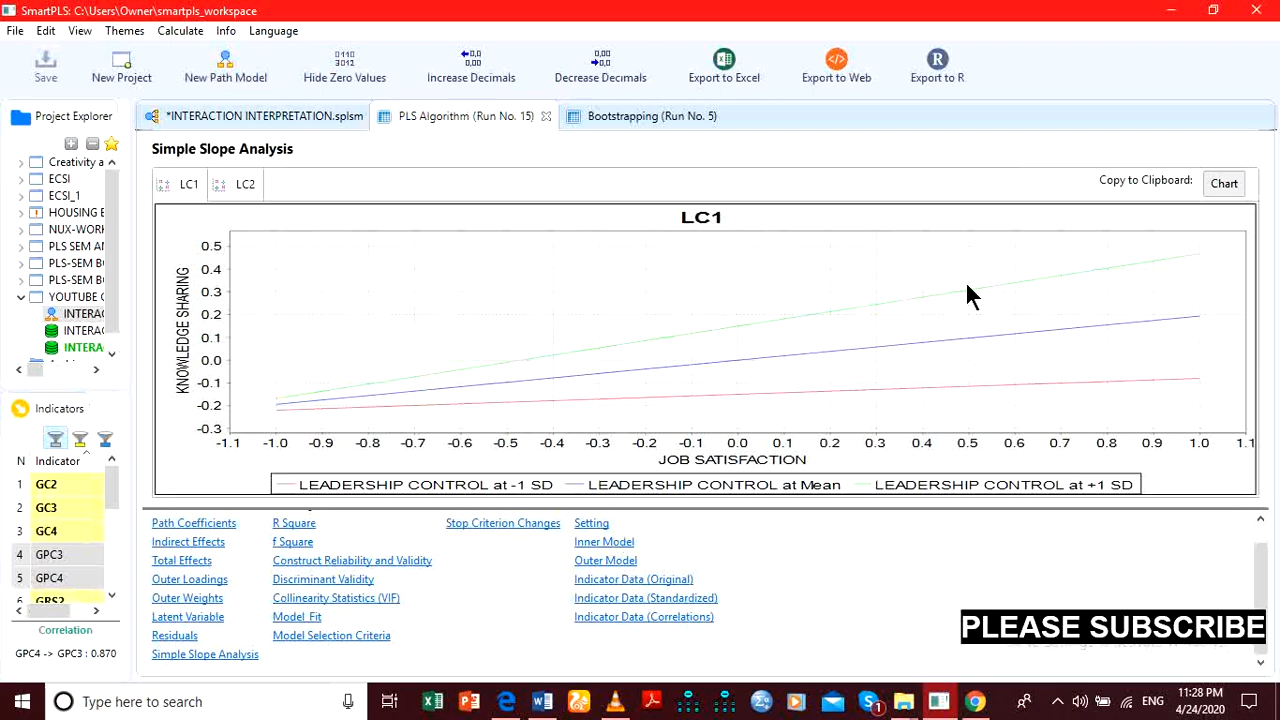 SmartPLS: C:\Users\Owner\smartpls_workspace
File Edit View Themes Calculate Info Language
Save New Project New Path Model Hide Zero Values Increase Decimals Decrease Decimals Export to Excel Export to Web Export to R
Project Explorer
*INTERACTION INTERPRETATION.splsm PLS Algorithm (Run No. 15) Bootstrapping (Run No. 5)
Creativity a
ECSI
ECSI_1
HOUSING E
NUX-WORK
PLS SEM AN
PLS-SEM BO
PLS-SEM BO
YOUTUBE C
INTERAC
INTERA
INTERA
Simple Slope Analysis
LC1 LC2
Copy to Clipboard: Chart
LC1
KNOWLEDGE SHARING
0.5
0.4
0.3
0.2
0.1
0.0
-0.1
-0.2
-0.3
-1.1 -1.0 -0.9 -0.8 -0.7 -0.6 -0.5 -0.4 -0.3 -0.2 -0.1 0.0 0.1 0.2 0.3 0.4 0.5 0.6 0.7 0.8 0.9 1.0 1.1
JOB SATISFACTION
LEADERSHIP CONTROL at -1 SD LEADERSHIP CONTROL at Mean LEADERSHIP CONTROL at +1 SD
Indicators
N Indicator
1 GC2
2 GC3
3 GC4
4 GPC3
5 GPC4
6 GRS2
Correlation
GPC4 -> GPC3 : 0.870
Path Coefficients R Square Stop Criterion Changes Setting
Indirect Effects f Square Inner Model
Total Effects Construct Reliability and Validity Outer Model
Outer Loadings Discriminant Validity Indicator Data (Original)
Outer Weights Collinearity Statistics (VIF) Indicator Data (Standardized)
Latent Variable Model_Fit Indicator Data (Correlations)
Residuals Model Selection Criteria
Simple Slope Analysis
PLEASE SUBSCRIBE
Type here to search
ENG
11:28 PM
4/24/2020